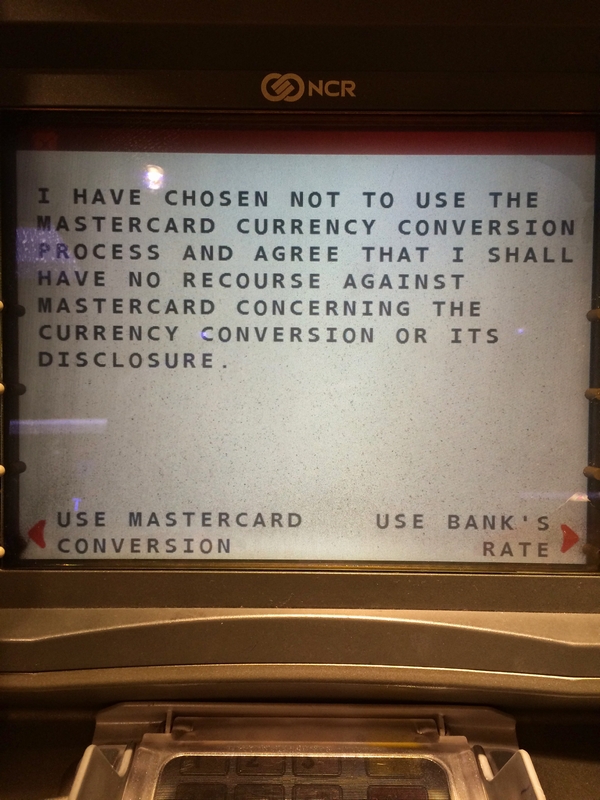 NCR
I HAVE CHOSEN NOT TO USE THE
MASTERCARD CURRENCY CONVERSION
PROCESS AND AGREE THAT I SHALL
HAVE NO RECOURSE AGAINST
MASTERCARD CONCERNING THE
CURRENCY CONVERSION OR ITS
DISCLOSURE.
USE MASTERCARD
CONVERSION
USE BANK'S
RATE